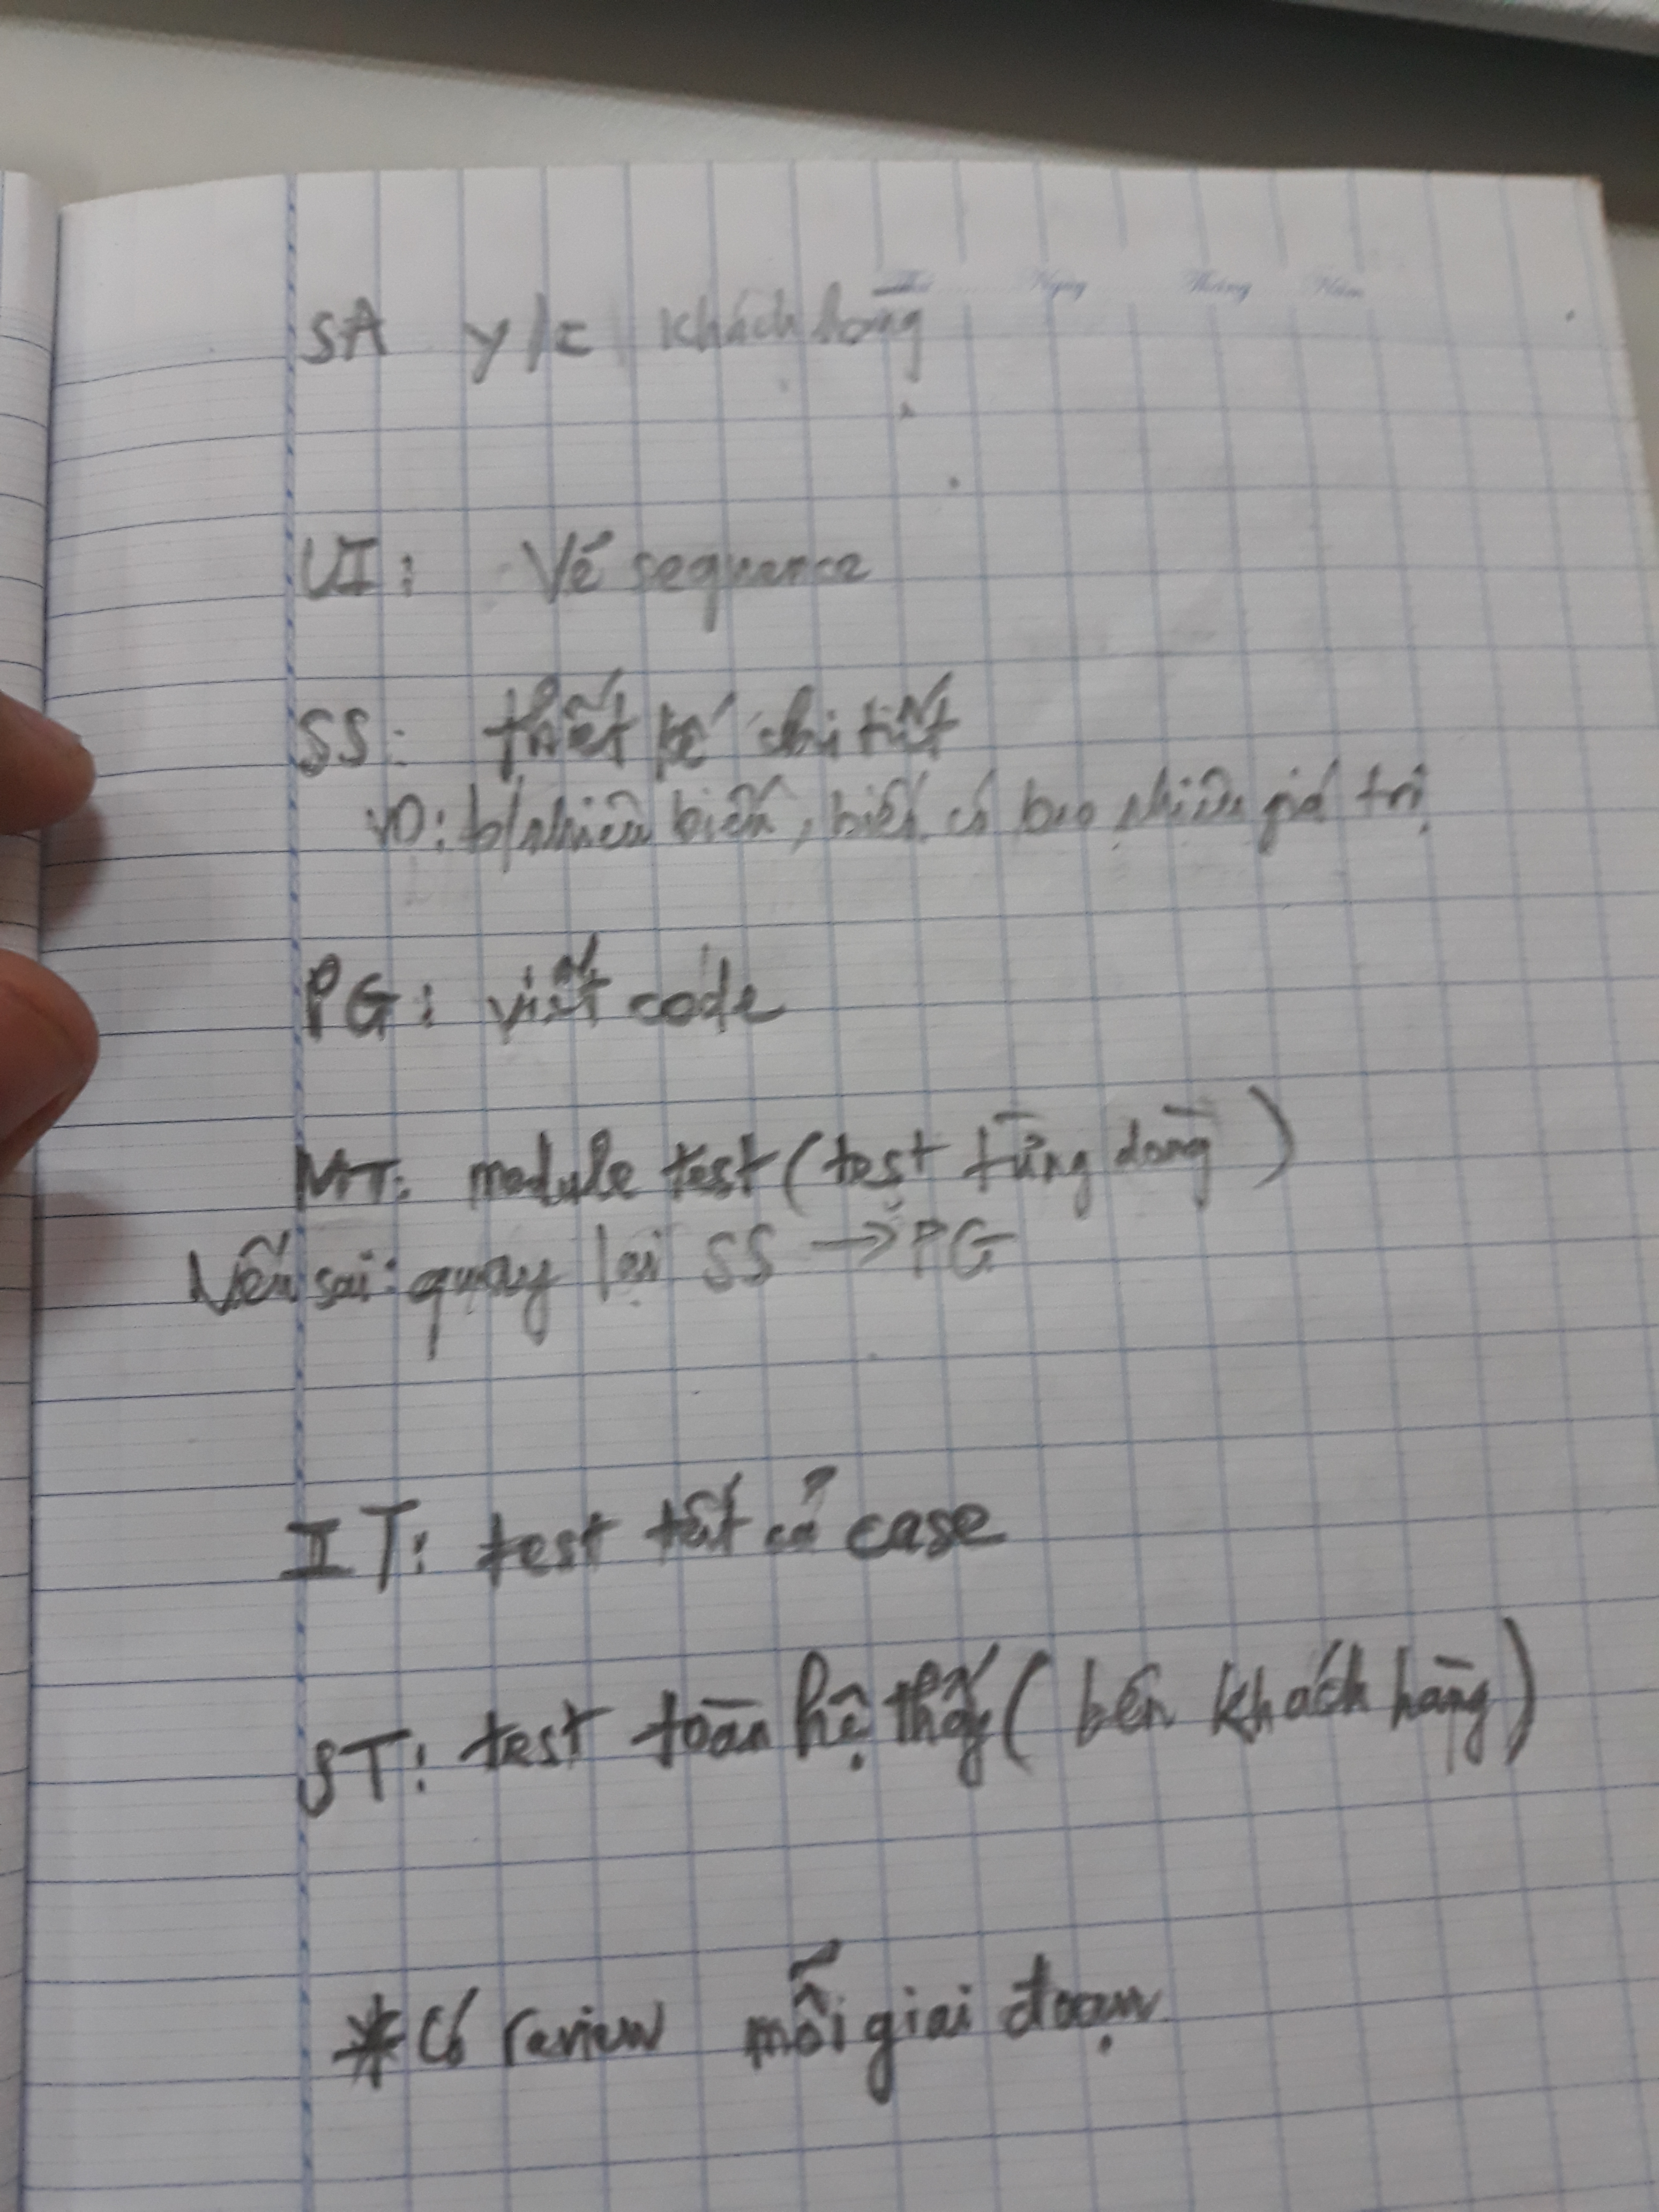 Thứ Ngày Tháng Năm
SA y/c khách hàng
UI: Vẽ sequence
SS: thiết kế chi tiết
VD: b/nhiêu biến, biến có bao nhiêu giá trị
PG: viết code
MT: module test (test từng dòng)
Nếu sai: quay lại SS → PG
IT: test tất cả case
ST: test toàn hệ thống (bên khách hàng)
* Có review mỗi giai đoạn